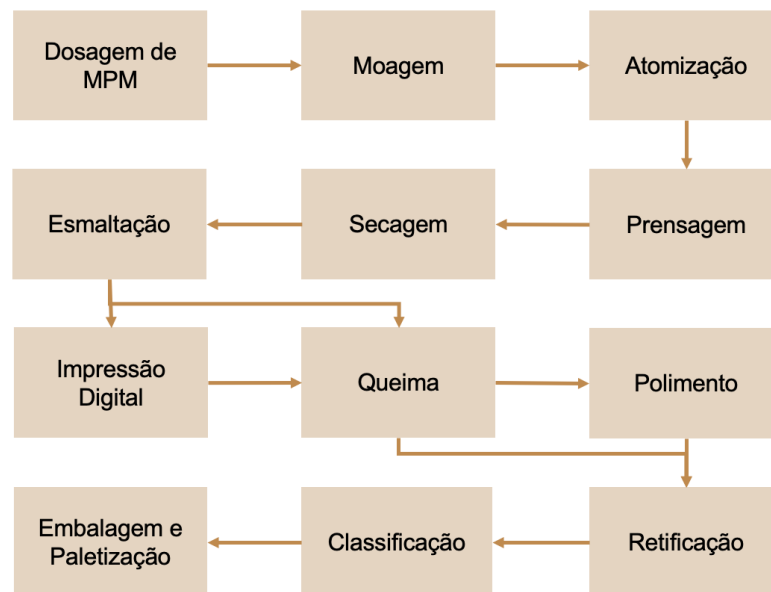 Dosagem de
MPM
Moagem
Atomização
Esmaltação
Secagem
Prensagem
Impressão
Digital
Queima
Polimento
Embalagem e
Paletização
Classificação
Retificação